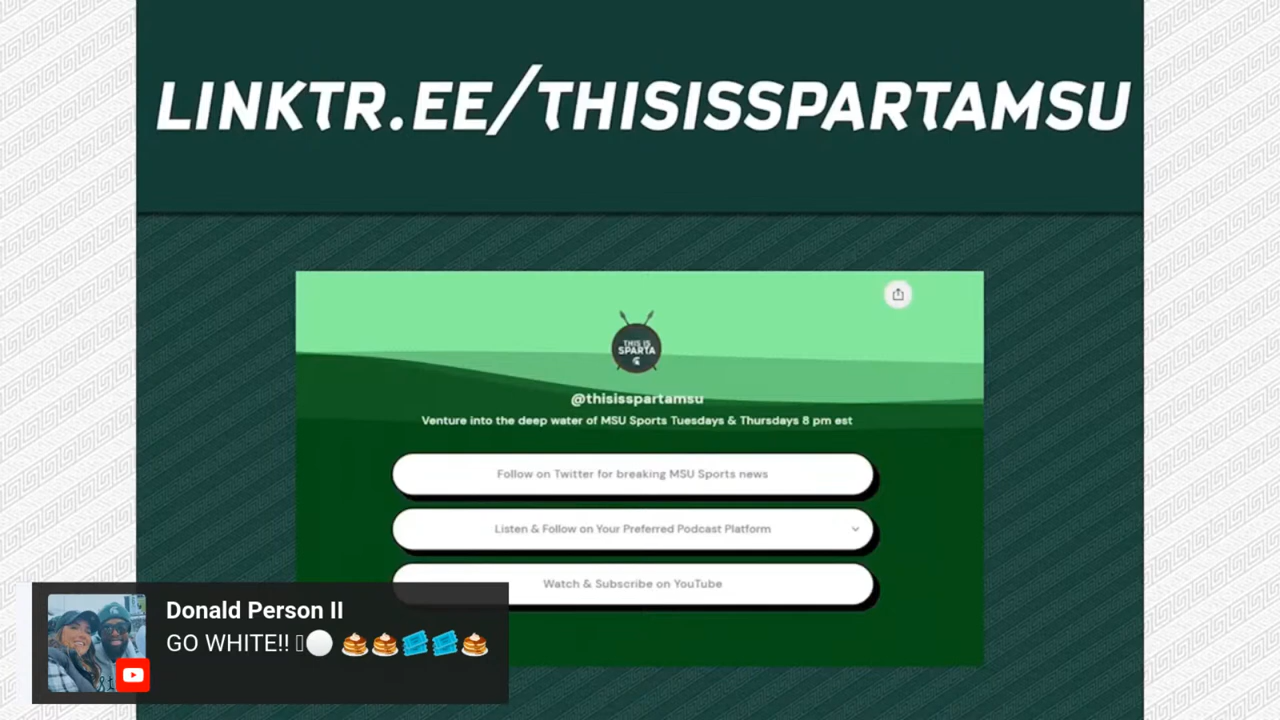 LINKTR.EE/THISISSPARTAMSU
THIS IS
SPARTA
@thisisspartamsu
Venture into the deep water of MSU Sports Tuesdays & Thursdays 8 pm est
Follow on Twitter for breaking MSU Sports news
Listen & Follow on Your Preferred Podcast Platform
Watch & Subscribe on YouTube
Donald Person II
GO WHITE!! ▯⚪ 🥞🥞🎟️🎟️🥞